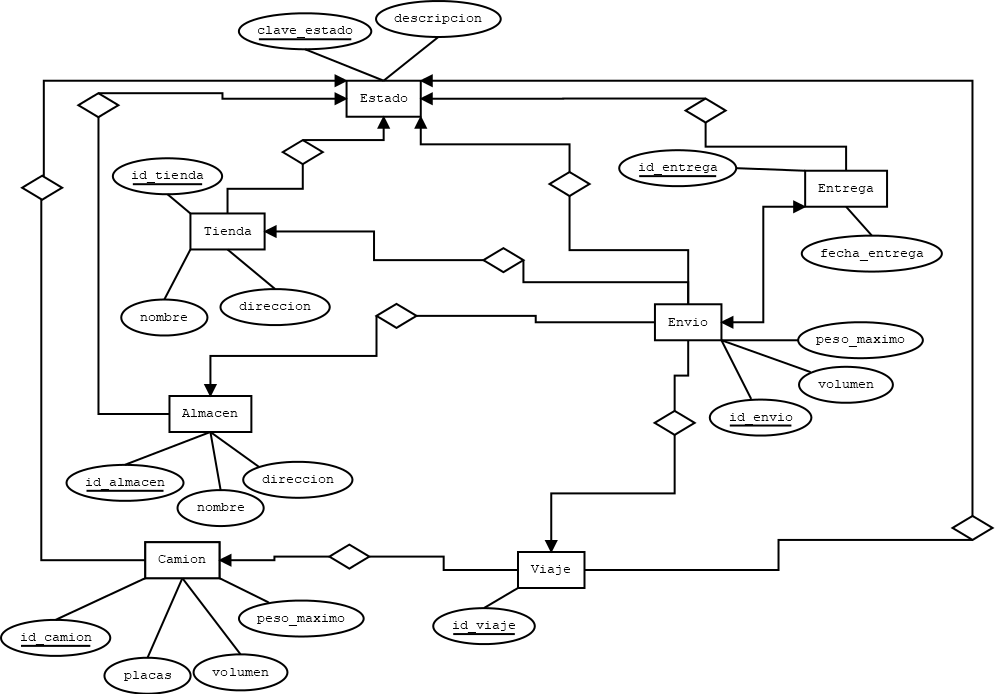 descripcion
clave_estado
Estado
id_tienda
id_entrega
Entrega
Tienda
fecha_entrega
nombre
direccion
Envio
peso_maximo
volumen
Almacen
id_envio
id_almacen
direccion
nombre
Camion
Viaje
peso_maximo
id_viaje
id_camion
placas
volumen